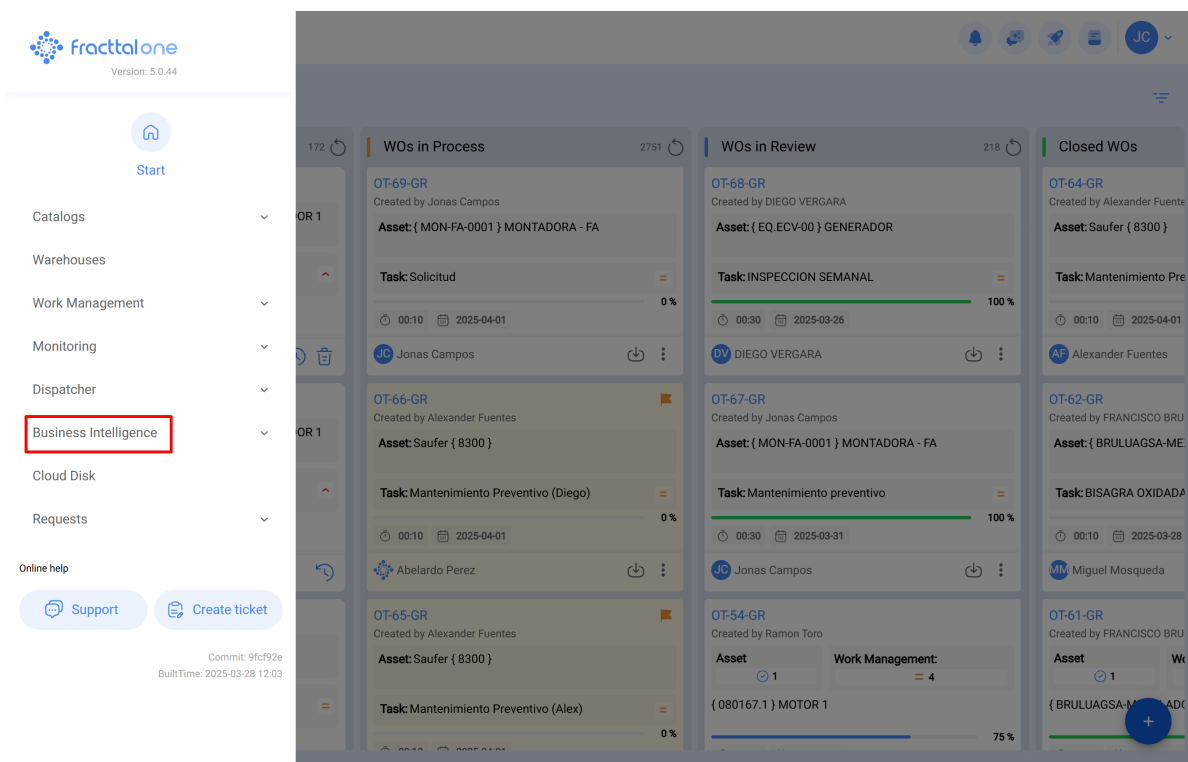 fracttal one
Version: 5.0.44
Start
Catalogs
Warehouses
Work Management
Monitoring
Dispatcher
Business Intelligence
Cloud Disk
Requests
Online help
Support
Create ticket
Commit: 9fcf92e
BuiltTime: 2025-03-28 12:03
JC
172
OR 1
OR 1
WOs in Process 2751
OT-69-GR
Created by Jonas Campos
Asset: { MON-FA-0001 } MONTADORA - FA
Task: Solicitud
0 %
00:10 2025-04-01
JC Jonas Campos
OT-66-GR
Created by Alexander Fuentes
Asset: Saufer { 8300 }
Task: Mantenimiento Preventivo (Diego)
0 %
00:10 2025-04-01
Abelardo Perez
OT-65-GR
Created by Alexander Fuentes
Asset: Saufer { 8300 }
Task: Mantenimiento Preventivo (Alex)
0 %
WOs in Review 218
OT-68-GR
Created by DIEGO VERGARA
Asset: { EQ.ECV-00 } GENERADOR
Task: INSPECCION SEMANAL
100 %
00:30 2025-03-26
DV DIEGO VERGARA
OT-67-GR
Created by Jonas Campos
Asset: { MON-FA-0001 } MONTADORA - FA
Task: Mantenimiento preventivo
100 %
00:30 2025-03-31
JC Jonas Campos
OT-54-GR
Created by Ramon Toro
Asset Work Management:
1 4
{ 080167.1 } MOTOR 1
75 %
Closed WOs
OT-64-GR
Created by Alexander Fuente
Asset: Saufer { 8300 }
Task: Mantenimiento Pre
00:10 2025-04-01
AF Alexander Fuentes
OT-62-GR
Created by FRANCISCO BRU
Asset: { BRULUAGSA-ME
Task: BISAGRA OXIDADA
00:10 2025-03-28
MM Miguel Mosqueda
OT-61-GR
Created by FRANCISCO BRU
Asset Wo
1
{ BRULUAGSA-M